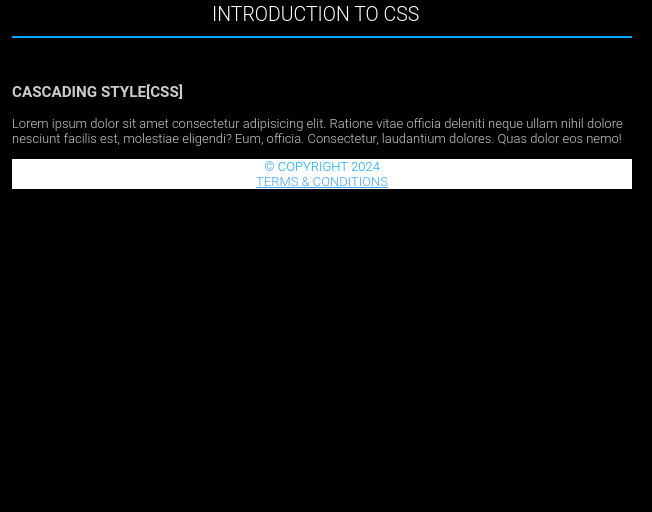 INTRODUCTION TO CSS
CASCADING STYLE[CSS]
Lorem ipsum dolor sit amet consectetur adipisicing elit. Ratione vitae officia deleniti neque ullam nihil dolore
nesciunt facilis est, molestiae eligendi? Eum, officia. Consectetur, laudantium dolores. Quas dolor eos nemo!
© COPYRIGHT 2024
TERMS & CONDITIONS